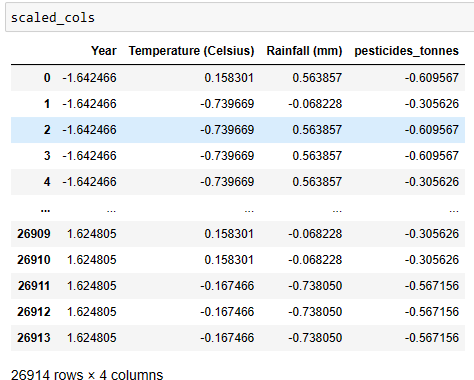 scaled_cols
Year Temperature (Celsius) Rainfall (mm) pesticides_tonnes
0 -1.642466 0.158301 0.563857 -0.609567
1 -1.642466 -0.739669 -0.068228 -0.305626
2 -1.642466 -0.739669 0.563857 -0.609567
3 -1.642466 -0.739669 0.563857 -0.609567
4 -1.642466 -0.739669 0.563857 -0.305626
... ... ... ... ...
26909 1.624805 0.158301 -0.068228 -0.305626
26910 1.624805 0.158301 -0.068228 -0.305626
26911 1.624805 -0.167466 -0.738050 -0.567156
26912 1.624805 -0.167466 -0.738050 -0.567156
26913 1.624805 -0.167466 -0.738050 -0.567156
26914 rows × 4 columns